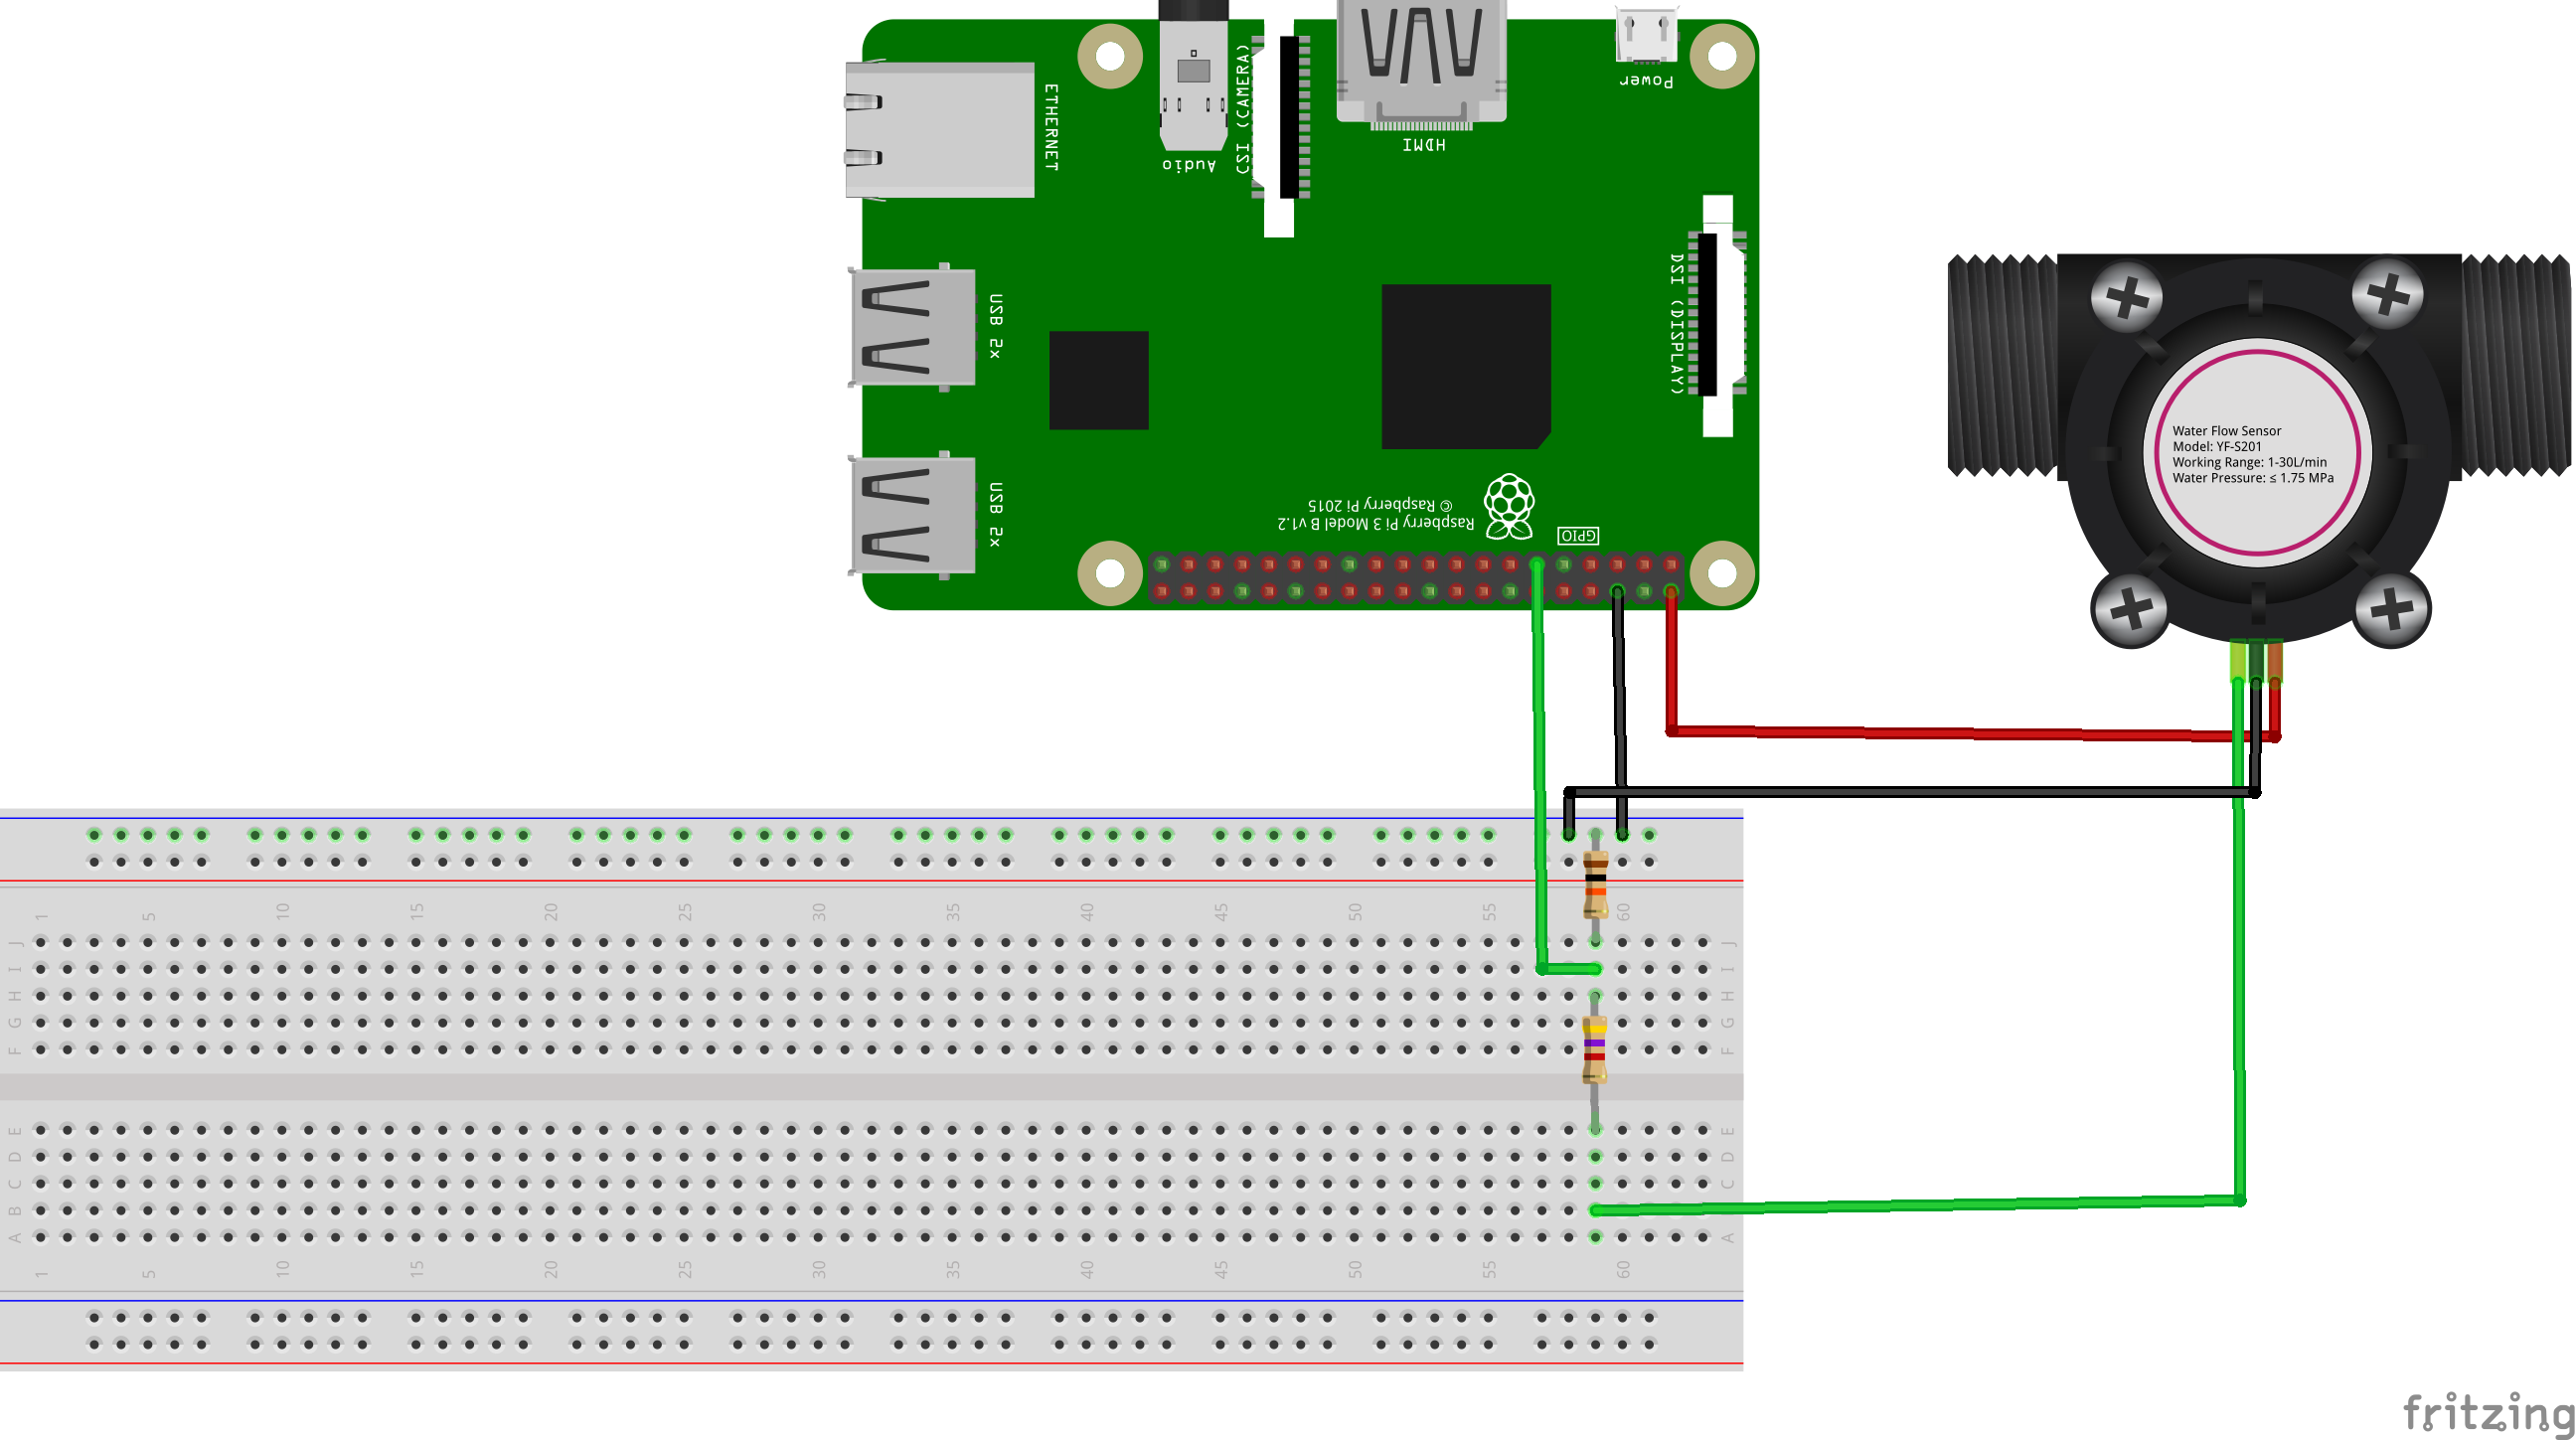 ETHERNET
Audio
CSI (CAMERA)
HDMI
Power
USB 2x
DSI (DISPLAY)
USB 2x
Raspberry Pi 3 Model B v1.2
© Raspberry Pi 2015
GPIO
Water Flow Sensor
Model: YF-S201
Working Range: 1-30L/min
Water Pressure: ≤ 1.75 MPa
1 5 10 15 20 25 30 35 40 45 50 55 60
J J
I I
H H
G G
F F
E E
D D
C C
B
A A
1 5 10 15 20 25 30 35 40 45 50 55 60
fritzing